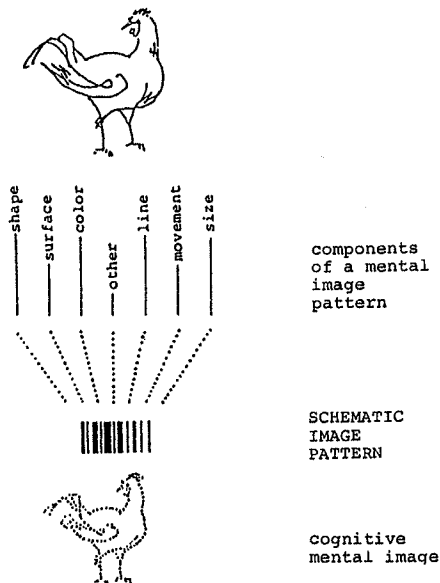 shape
surface
color
other
line
movement
size
components
of a mental
image
pattern
SCHEMATIC
IMAGE
PATTERN
cognitive
mental image